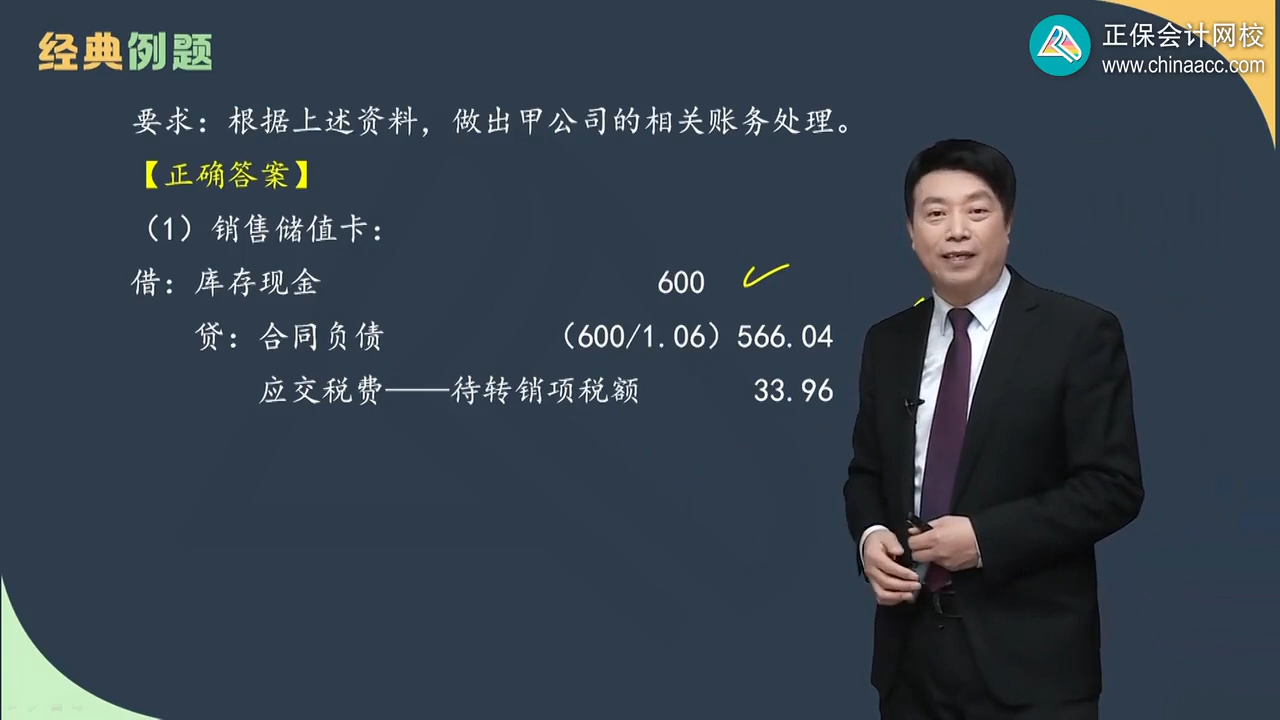 经典例题
正保会计网校
www.chinaacc.com
要求：根据上述资料，做出甲公司的相关账务处理。
【正确答案】
（1）销售储值卡：
借：库存现金 600
贷：合同负债 （600/1.06）566.04
应交税费——待转销项税额 33.96